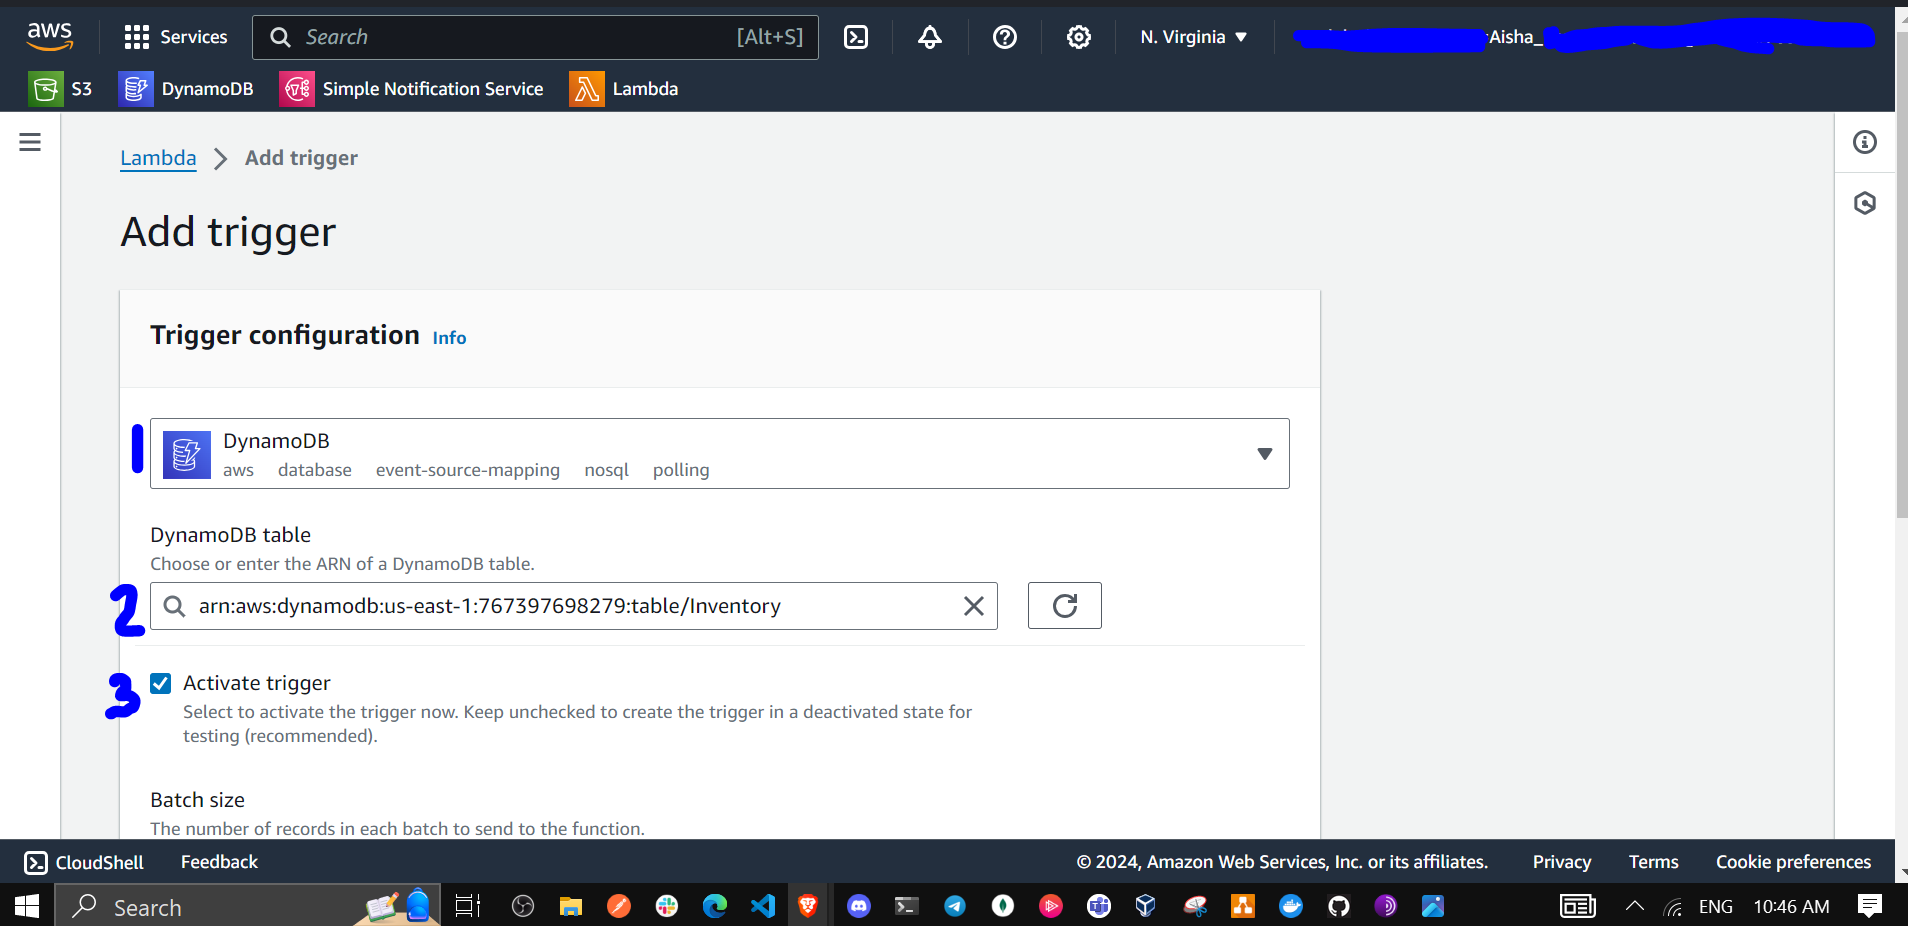 aws
Services
Search [Alt+S]
N. Virginia
Aisha_
S3
DynamoDB
Simple Notification Service
Lambda
Lambda > Add trigger
Add trigger
Trigger configuration Info
1
DynamoDB
aws database event-source-mapping nosql polling
DynamoDB table
Choose or enter the ARN of a DynamoDB table.
2
arn:aws:dynamodb:us-east-1:767397698279:table/Inventory
3
Activate trigger
Select to activate the trigger now. Keep unchecked to create the trigger in a deactivated state for
testing (recommended).
Batch size
The number of records in each batch to send to the function.
CloudShell Feedback © 2024, Amazon Web Services, Inc. or its affiliates. Privacy Terms Cookie preferences
Search ENG 10:46 AM